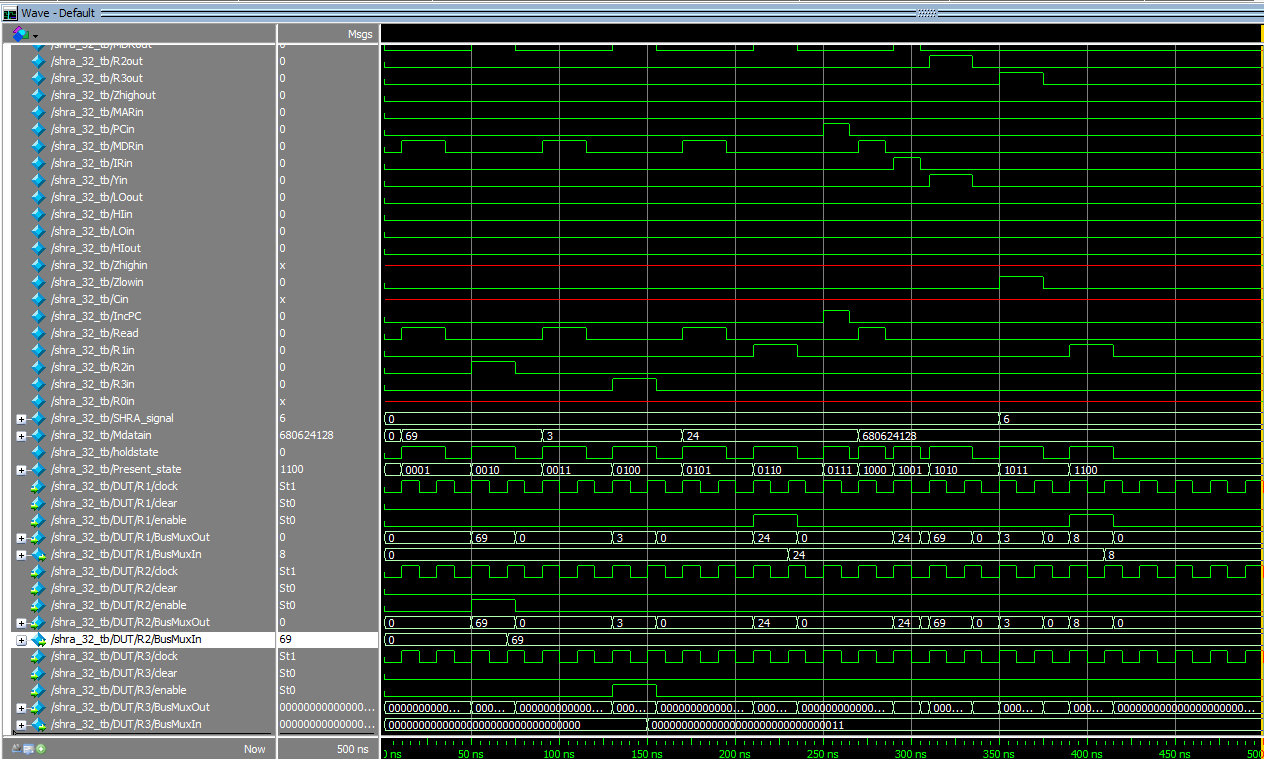 Wave - Default
Msgs
/shra_32_tb/MDRout 0
/shra_32_tb/R2out 0
/shra_32_tb/R3out 0
/shra_32_tb/Zhighout 0
/shra_32_tb/MARin 0
/shra_32_tb/PCin 0
/shra_32_tb/MDRin 0
/shra_32_tb/IRin 0
/shra_32_tb/Yin 0
/shra_32_tb/LOout 0
/shra_32_tb/HIin 0
/shra_32_tb/LOin 0
/shra_32_tb/HIout 0
/shra_32_tb/Zhighin x
/shra_32_tb/Zlowin 0
/shra_32_tb/Cin x
/shra_32_tb/IncPC 0
/shra_32_tb/Read 0
/shra_32_tb/R1in 0
/shra_32_tb/R2in 0
/shra_32_tb/R3in 0
/shra_32_tb/R0in x
/shra_32_tb/SHRA_signal 6 0 6
/shra_32_tb/Mdatain 680624128 0 69 3 24 680624128
/shra_32_tb/holdstate 0
/shra_32_tb/Present_state 1100 0001 0010 0011 0100 0101 0110 0111 1000 1001 1010 1011 1100
/shra_32_tb/DUT/R1/clock St1
/shra_32_tb/DUT/R1/clear St0
/shra_32_tb/DUT/R1/enable St0
/shra_32_tb/DUT/R1/BusMuxOut 0 0 69 0 3 0 24 0 24 69 0 3 0 8 0
/shra_32_tb/DUT/R1/BusMuxIn 8 0 24 8
/shra_32_tb/DUT/R2/clock St1
/shra_32_tb/DUT/R2/clear St0
/shra_32_tb/DUT/R2/enable St0
/shra_32_tb/DUT/R2/BusMuxOut 0 0 69 0 3 0 24 0 24 69 0 3 0 8 0
/shra_32_tb/DUT/R2/BusMuxIn 69 0 69
/shra_32_tb/DUT/R3/clock St1
/shra_32_tb/DUT/R3/clear St0
/shra_32_tb/DUT/R3/enable St0
/shra_32_tb/DUT/R3/BusMuxOut 00000000000000... 0000000000... 000... 000000000000... 000... 000000000000... 000... 00000000000... 000... 000... 000... 00000000000000000000...
/shra_32_tb/DUT/R3/BusMuxIn 00000000000000... 00000000000000000000000000000000 00000000000000000000000000000011
Now 500 ns
0 ns 50 ns 100 ns 150 ns 200 ns 250 ns 300 ns 350 ns 400 ns 450 ns 500